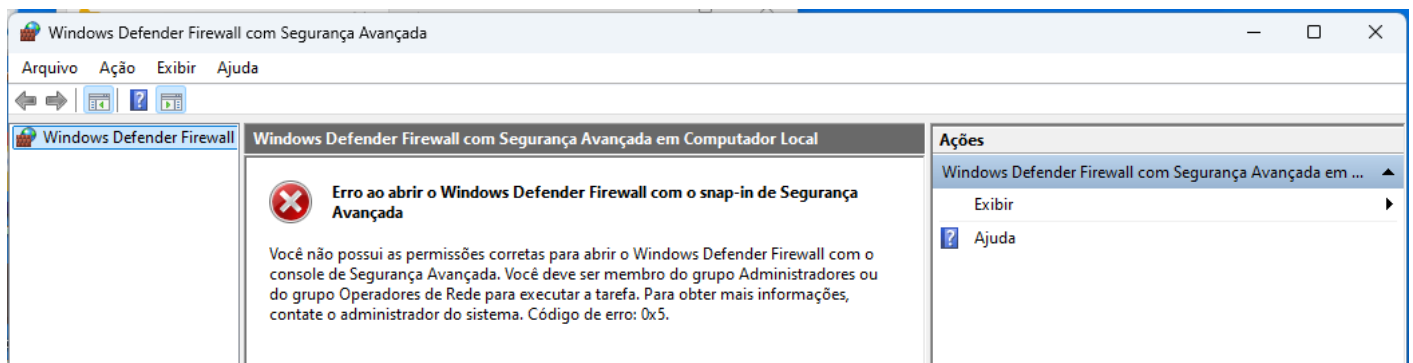 Windows Defender Firewall com Segurança Avançada
Arquivo Ação Exibir Ajuda
Windows Defender Firewall
Windows Defender Firewall com Segurança Avançada em Computador Local
Erro ao abrir o Windows Defender Firewall com o snap-in de Segurança
Avançada
Você não possui as permissões corretas para abrir o Windows Defender Firewall com o
console de Segurança Avançada. Você deve ser membro do grupo Administradores ou
do grupo Operadores de Rede para executar a tarefa. Para obter mais informações,
contate o administrador do sistema. Código de erro: 0x5.
Ações
Windows Defender Firewall com Segurança Avançada em ...
Exibir
Ajuda